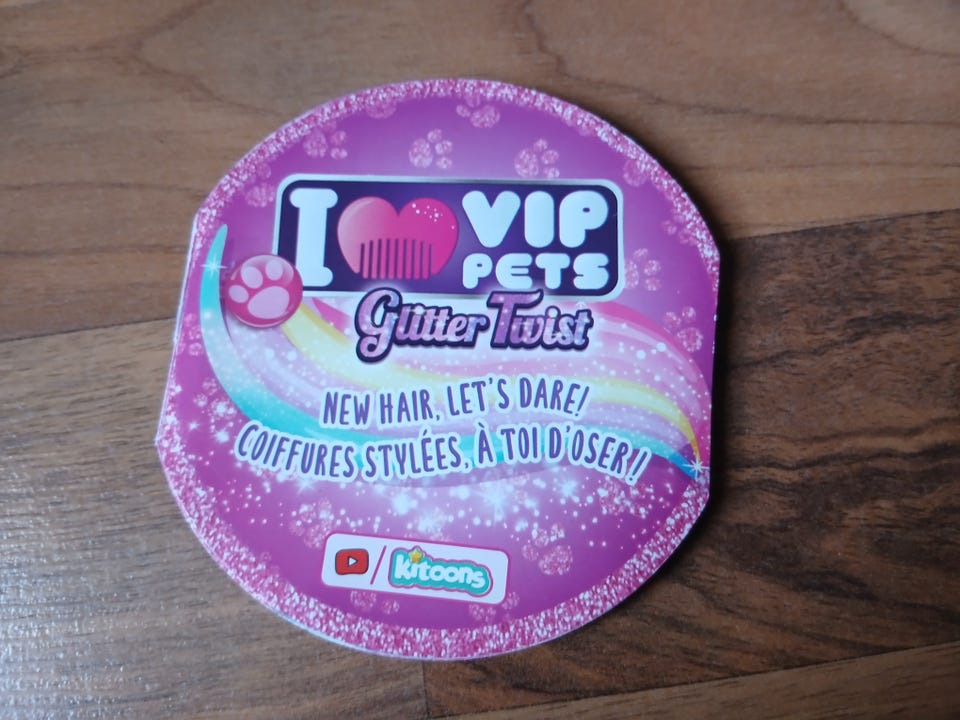 I VIP
PETS
Glitter Twist
NEW HAIR, LET'S DARE!
COIFFURES STYLÉES, À TOI D'OSER!!
/ kitoons